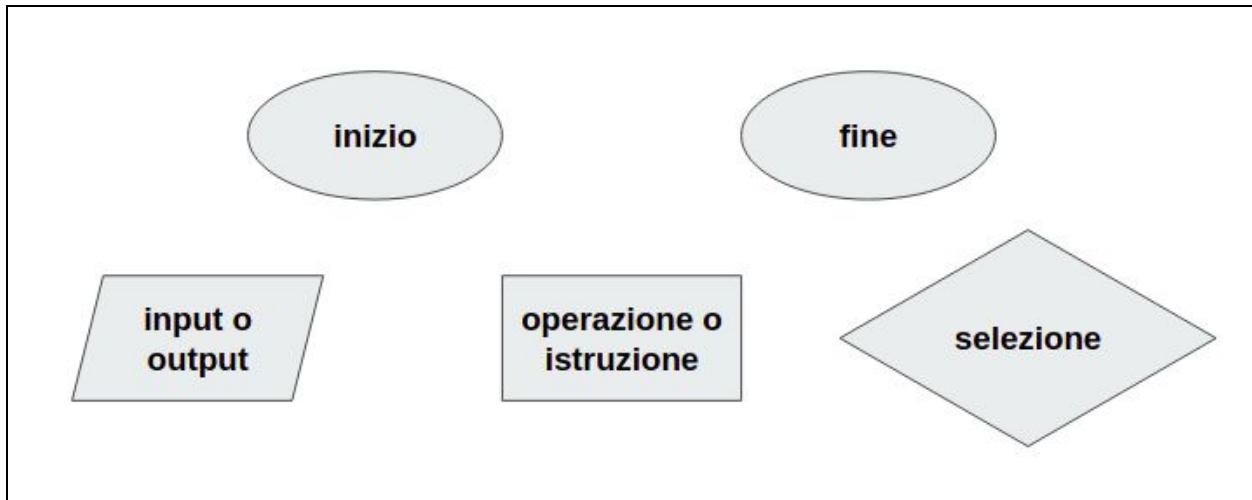 inizio
fine
input o
output
operazione o
istruzione
selezione